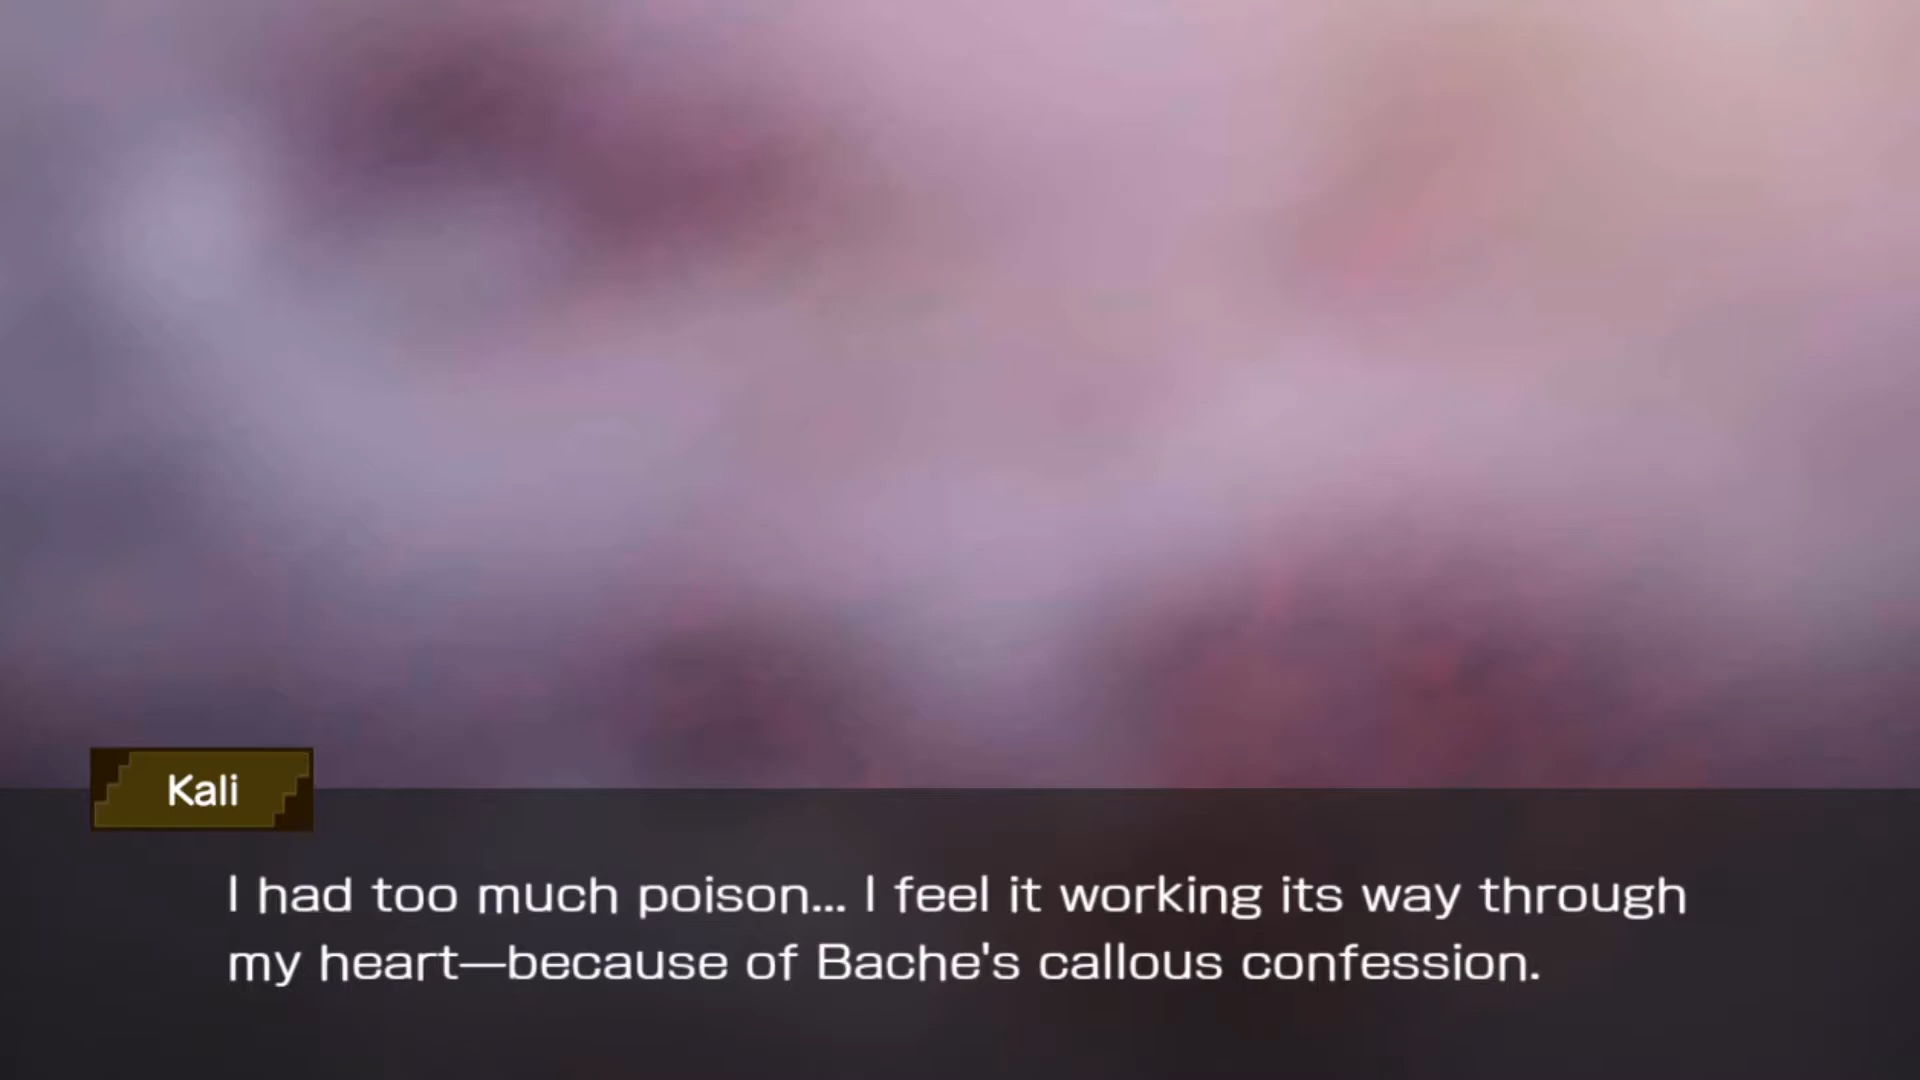 Kali
I had too much poison... I feel it working its way through
my heart—because of Bache's callous confession.